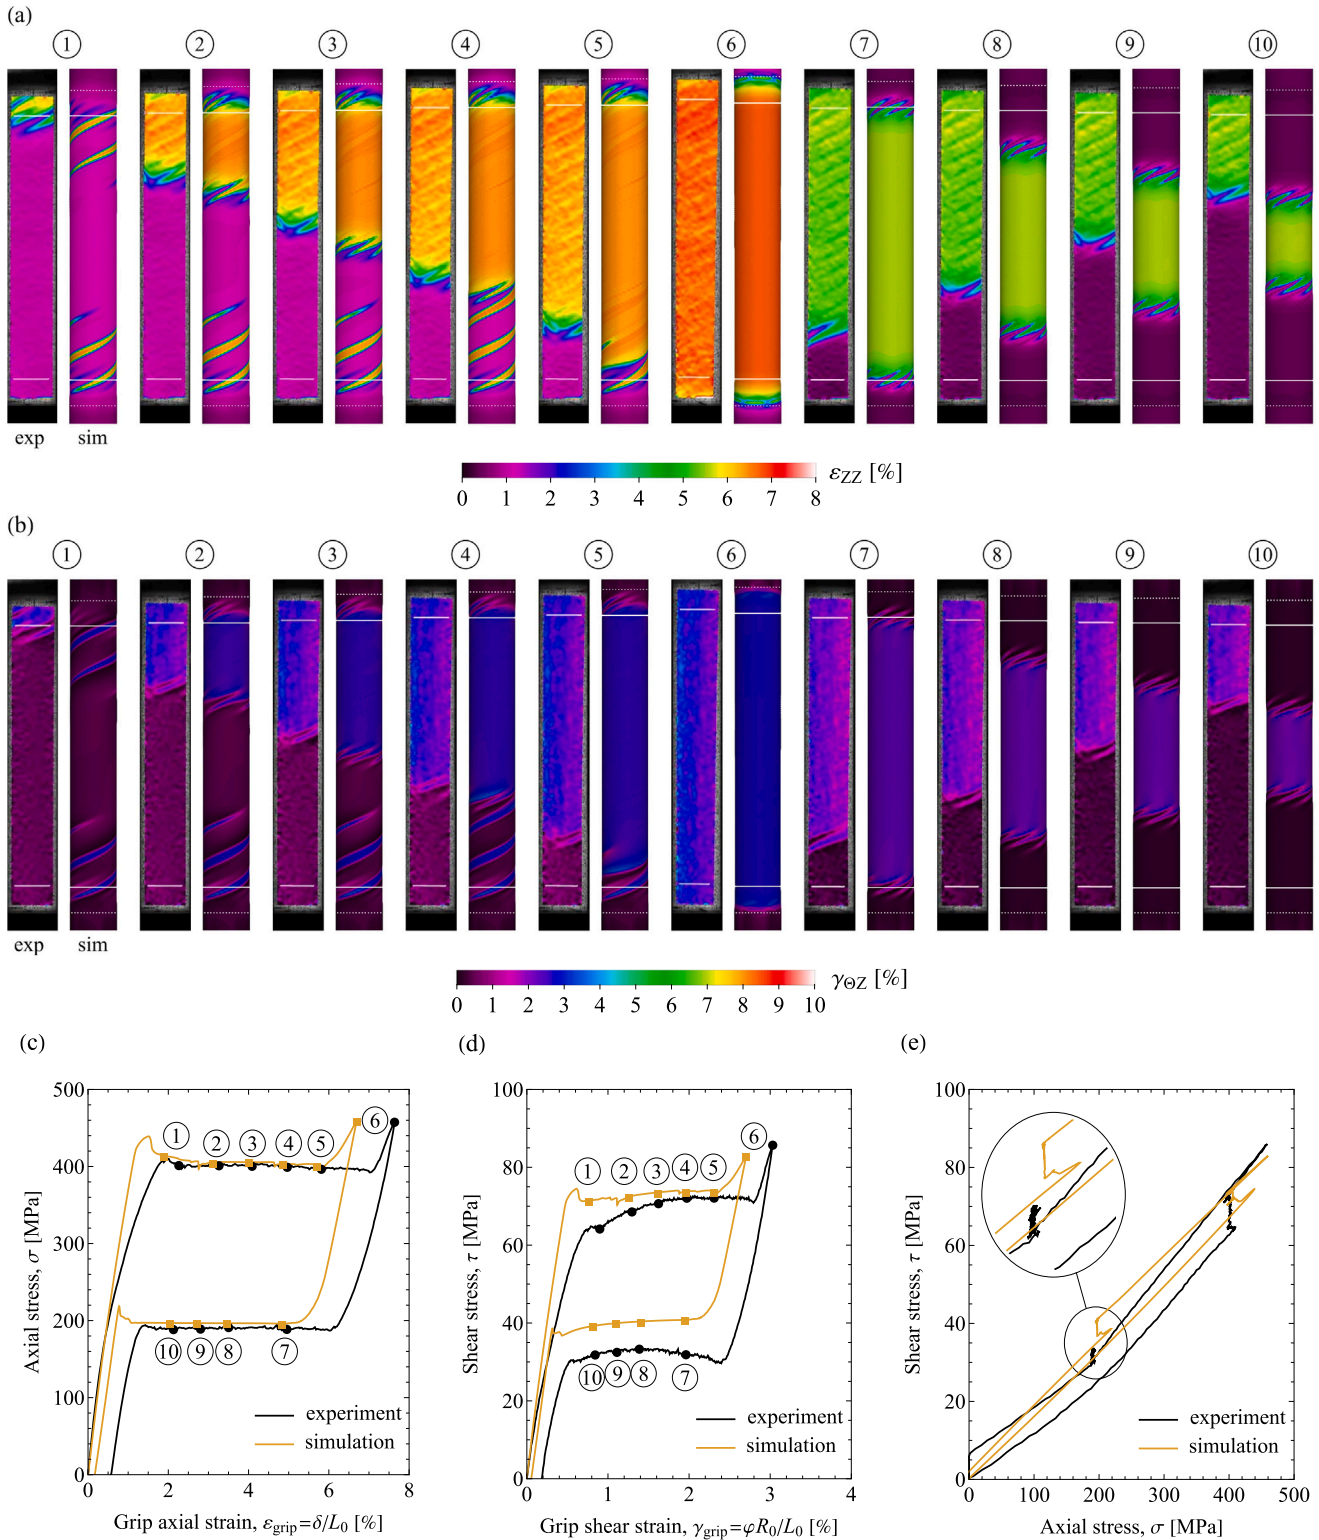 (a)
1 2 3 4 5 6 7 8 9 10
exp sim
0 1 2 3 4 5 6 7 8
εZZ [%]
(b)
1 2 3 4 5 6 7 8 9 10
exp sim
0 1 2 3 4 5 6 7 8 9 10
γΘZ [%]
(c)
Axial stress, σ [MPa]
500
400
300
200
100
0
1 2 3 4 5 6
10 9 8 7
experiment
simulation
0 2 4 6 8
Grip axial strain, εgrip=δ/L0 [%]
(d)
Shear stress, τ [MPa]
100
80
60
40
20
0
1 2 3 4 5 6
10 9 8 7
experiment
simulation
0 1 2 3 4
Grip shear strain, γgrip=φR0/L0 [%]
(e)
Shear stress, τ [MPa]
100
80
60
40
20
0
experiment
simulation
0 100 200 300 400 500
Axial stress, σ [MPa]